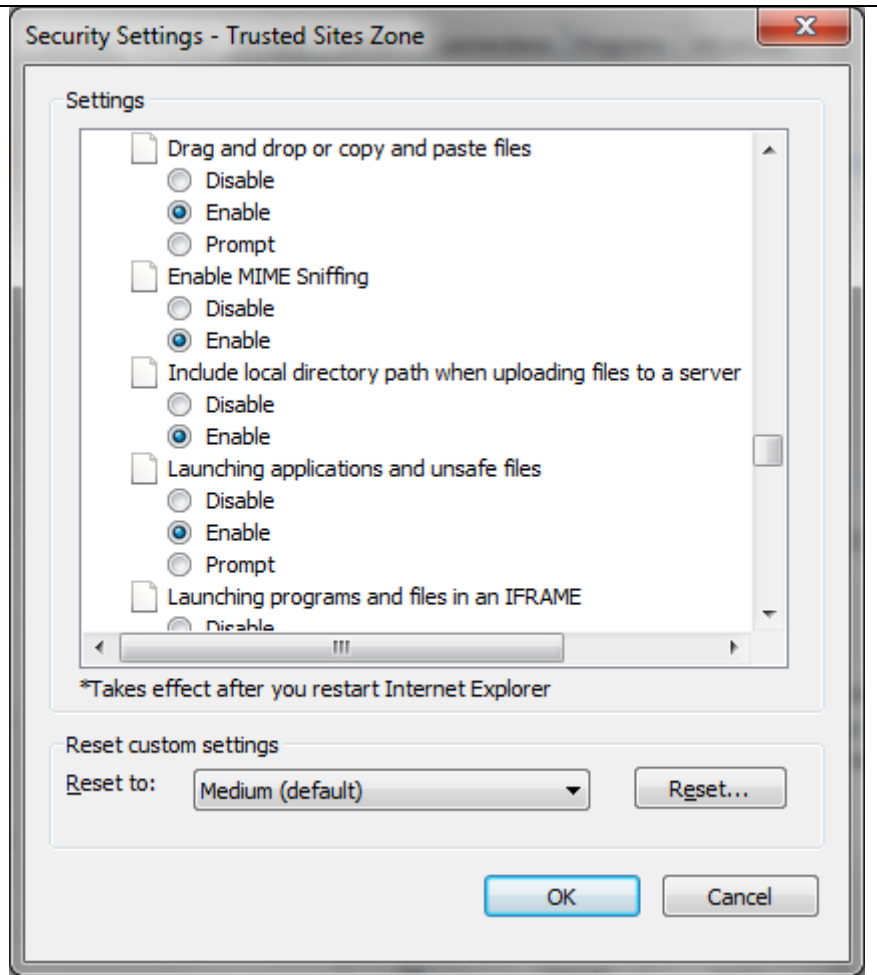 Security Settings - Trusted Sites Zone
Settings
Drag and drop or copy and paste files
Disable
Enable
Prompt
Enable MIME Sniffing
Disable
Enable
Include local directory path when uploading files to a server
Disable
Enable
Launching applications and unsafe files
Disable
Enable
Prompt
Launching programs and files in an IFRAME
Disable
*Takes effect after you restart Internet Explorer
Reset custom settings
Reset to: Medium (default) Reset...
OK Cancel